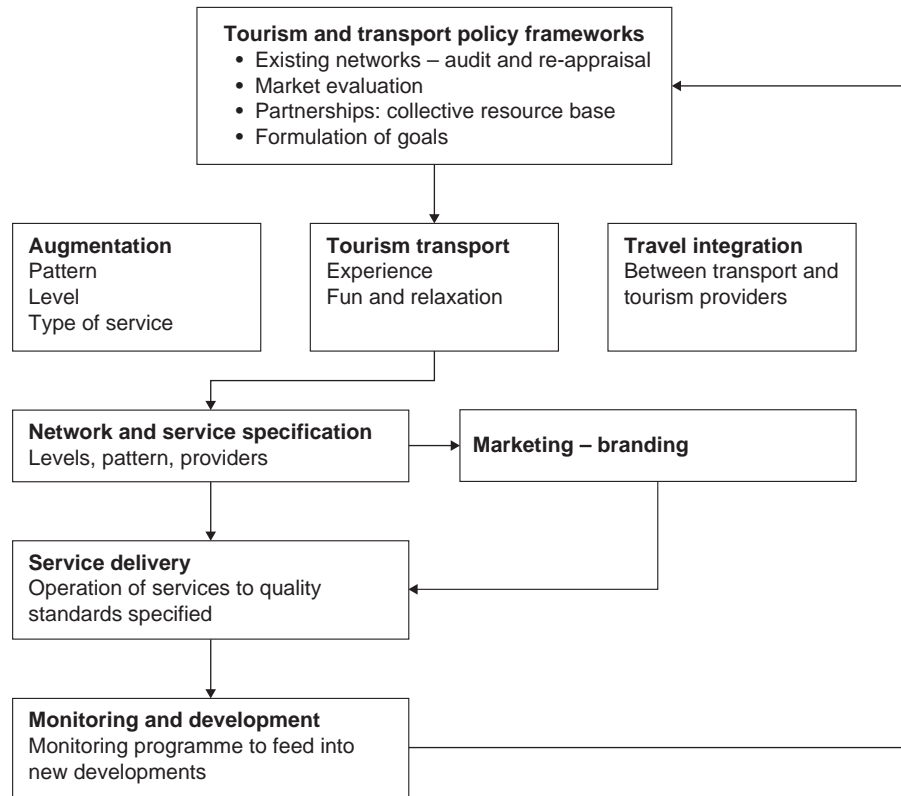 Tourism and transport policy frameworks
• Existing networks – audit and re-appraisal
• Market evaluation
• Partnerships: collective resource base
• Formulation of goals
Augmentation
Pattern
Level
Type of service
Tourism transport
Experience
Fun and relaxation
Travel integration
Between transport and
tourism providers
Network and service specification
Levels, pattern, providers
Marketing – branding
Service delivery
Operation of services to quality
standards specified
Monitoring and development
Monitoring programme to feed into
new developments